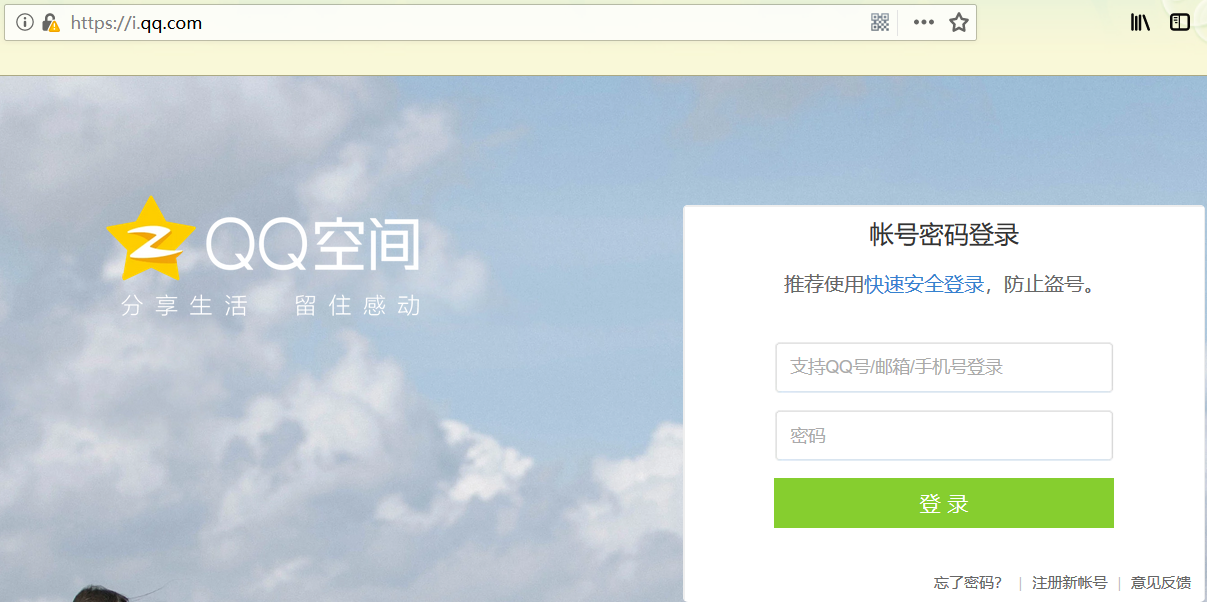 https://i.qq.com
QQ空间
分享生活 留住感动
帐号密码登录
推荐使用快速安全登录，防止盗号。
支持QQ号/邮箱/手机号登录
密码
登 录
忘了密码？ | 注册新帐号 | 意见反馈